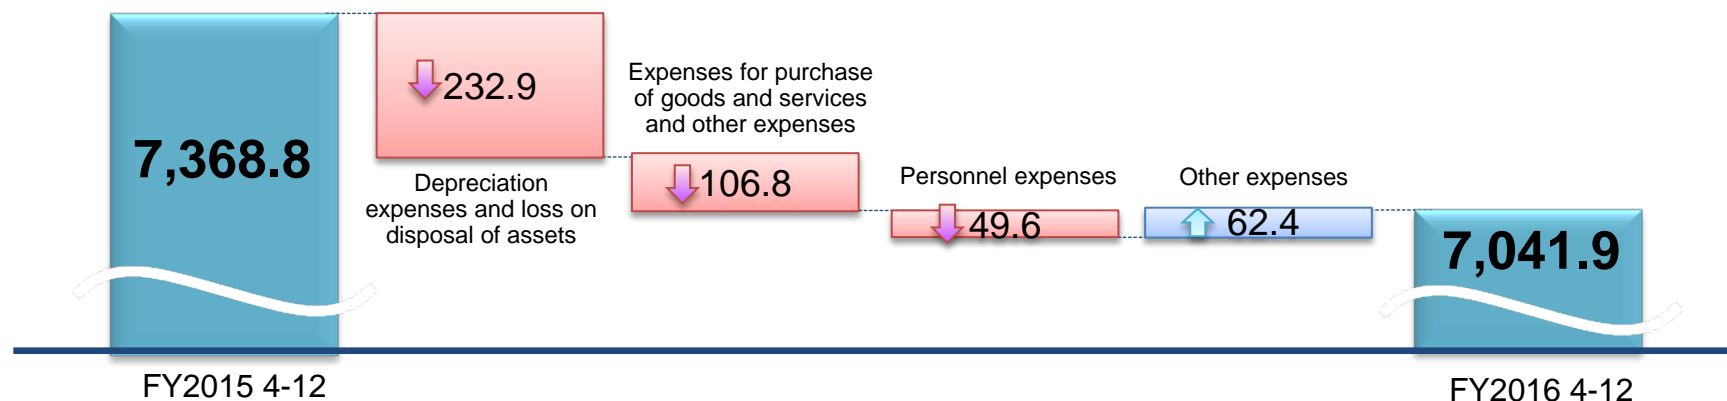 7,368.8
232.9
Depreciation
expenses and loss on
disposal of assets
Expenses for purchase
of goods and services
and other expenses
106.8
Personnel expenses
49.6
Other expenses
62.4
7,041.9
FY2015 4-12
FY2016 4-12